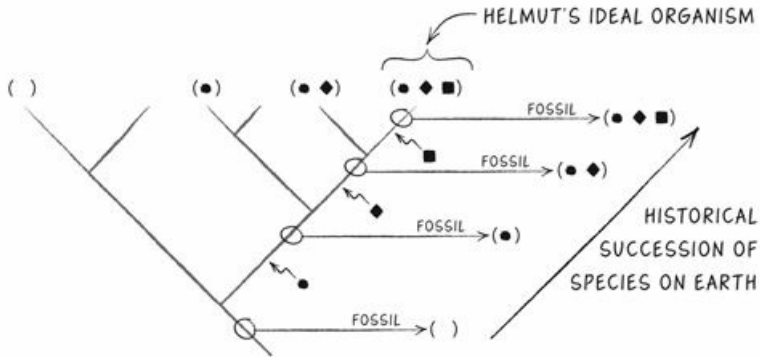 HELMUT'S IDEAL ORGANISM
( ) (● ) (● ◆) (● ◆ ■)
FOSSIL (● ◆ ■)
FOSSIL (● ◆)
■
◆
HISTORICAL
SUCCESSION OF
SPECIES ON EARTH
FOSSIL (●)
●
FOSSIL ( )